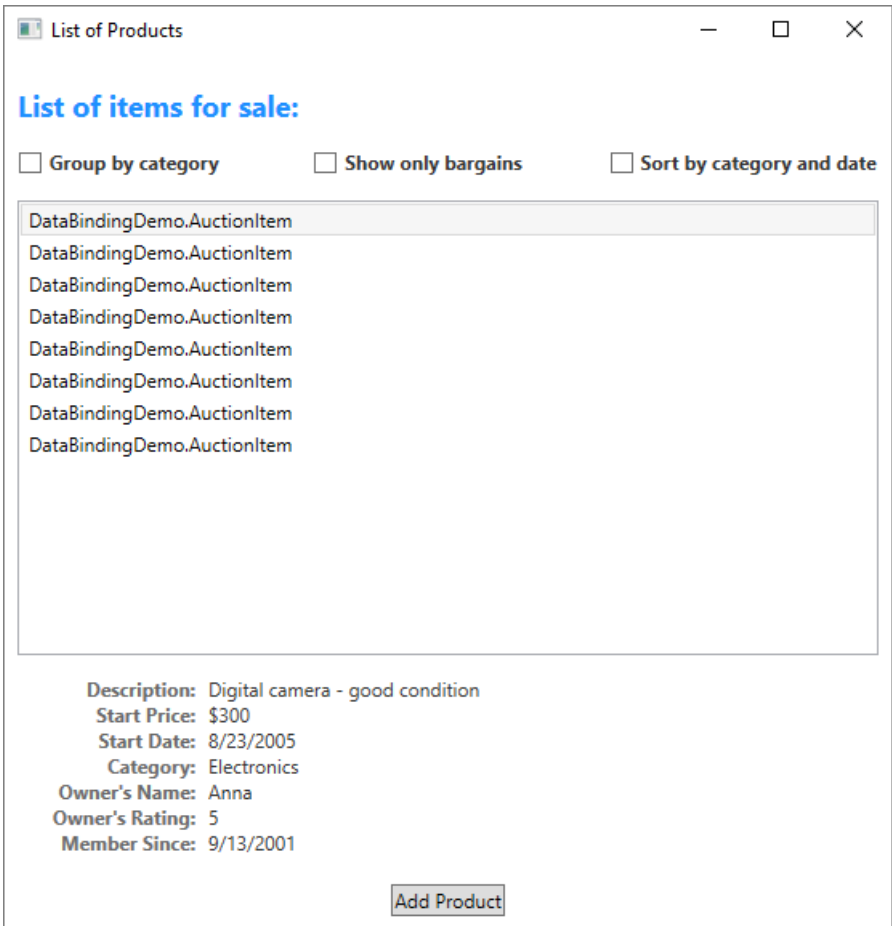 List of Products
List of items for sale:
Group by category Show only bargains Sort by category and date
DataBindingDemo.AuctionItem
DataBindingDemo.AuctionItem
DataBindingDemo.AuctionItem
DataBindingDemo.AuctionItem
DataBindingDemo.AuctionItem
DataBindingDemo.AuctionItem
DataBindingDemo.AuctionItem
DataBindingDemo.AuctionItem
Description: Digital camera - good condition
Start Price: $300
Start Date: 8/23/2005
Category: Electronics
Owner's Name: Anna
Owner's Rating: 5
Member Since: 9/13/2001
Add Product